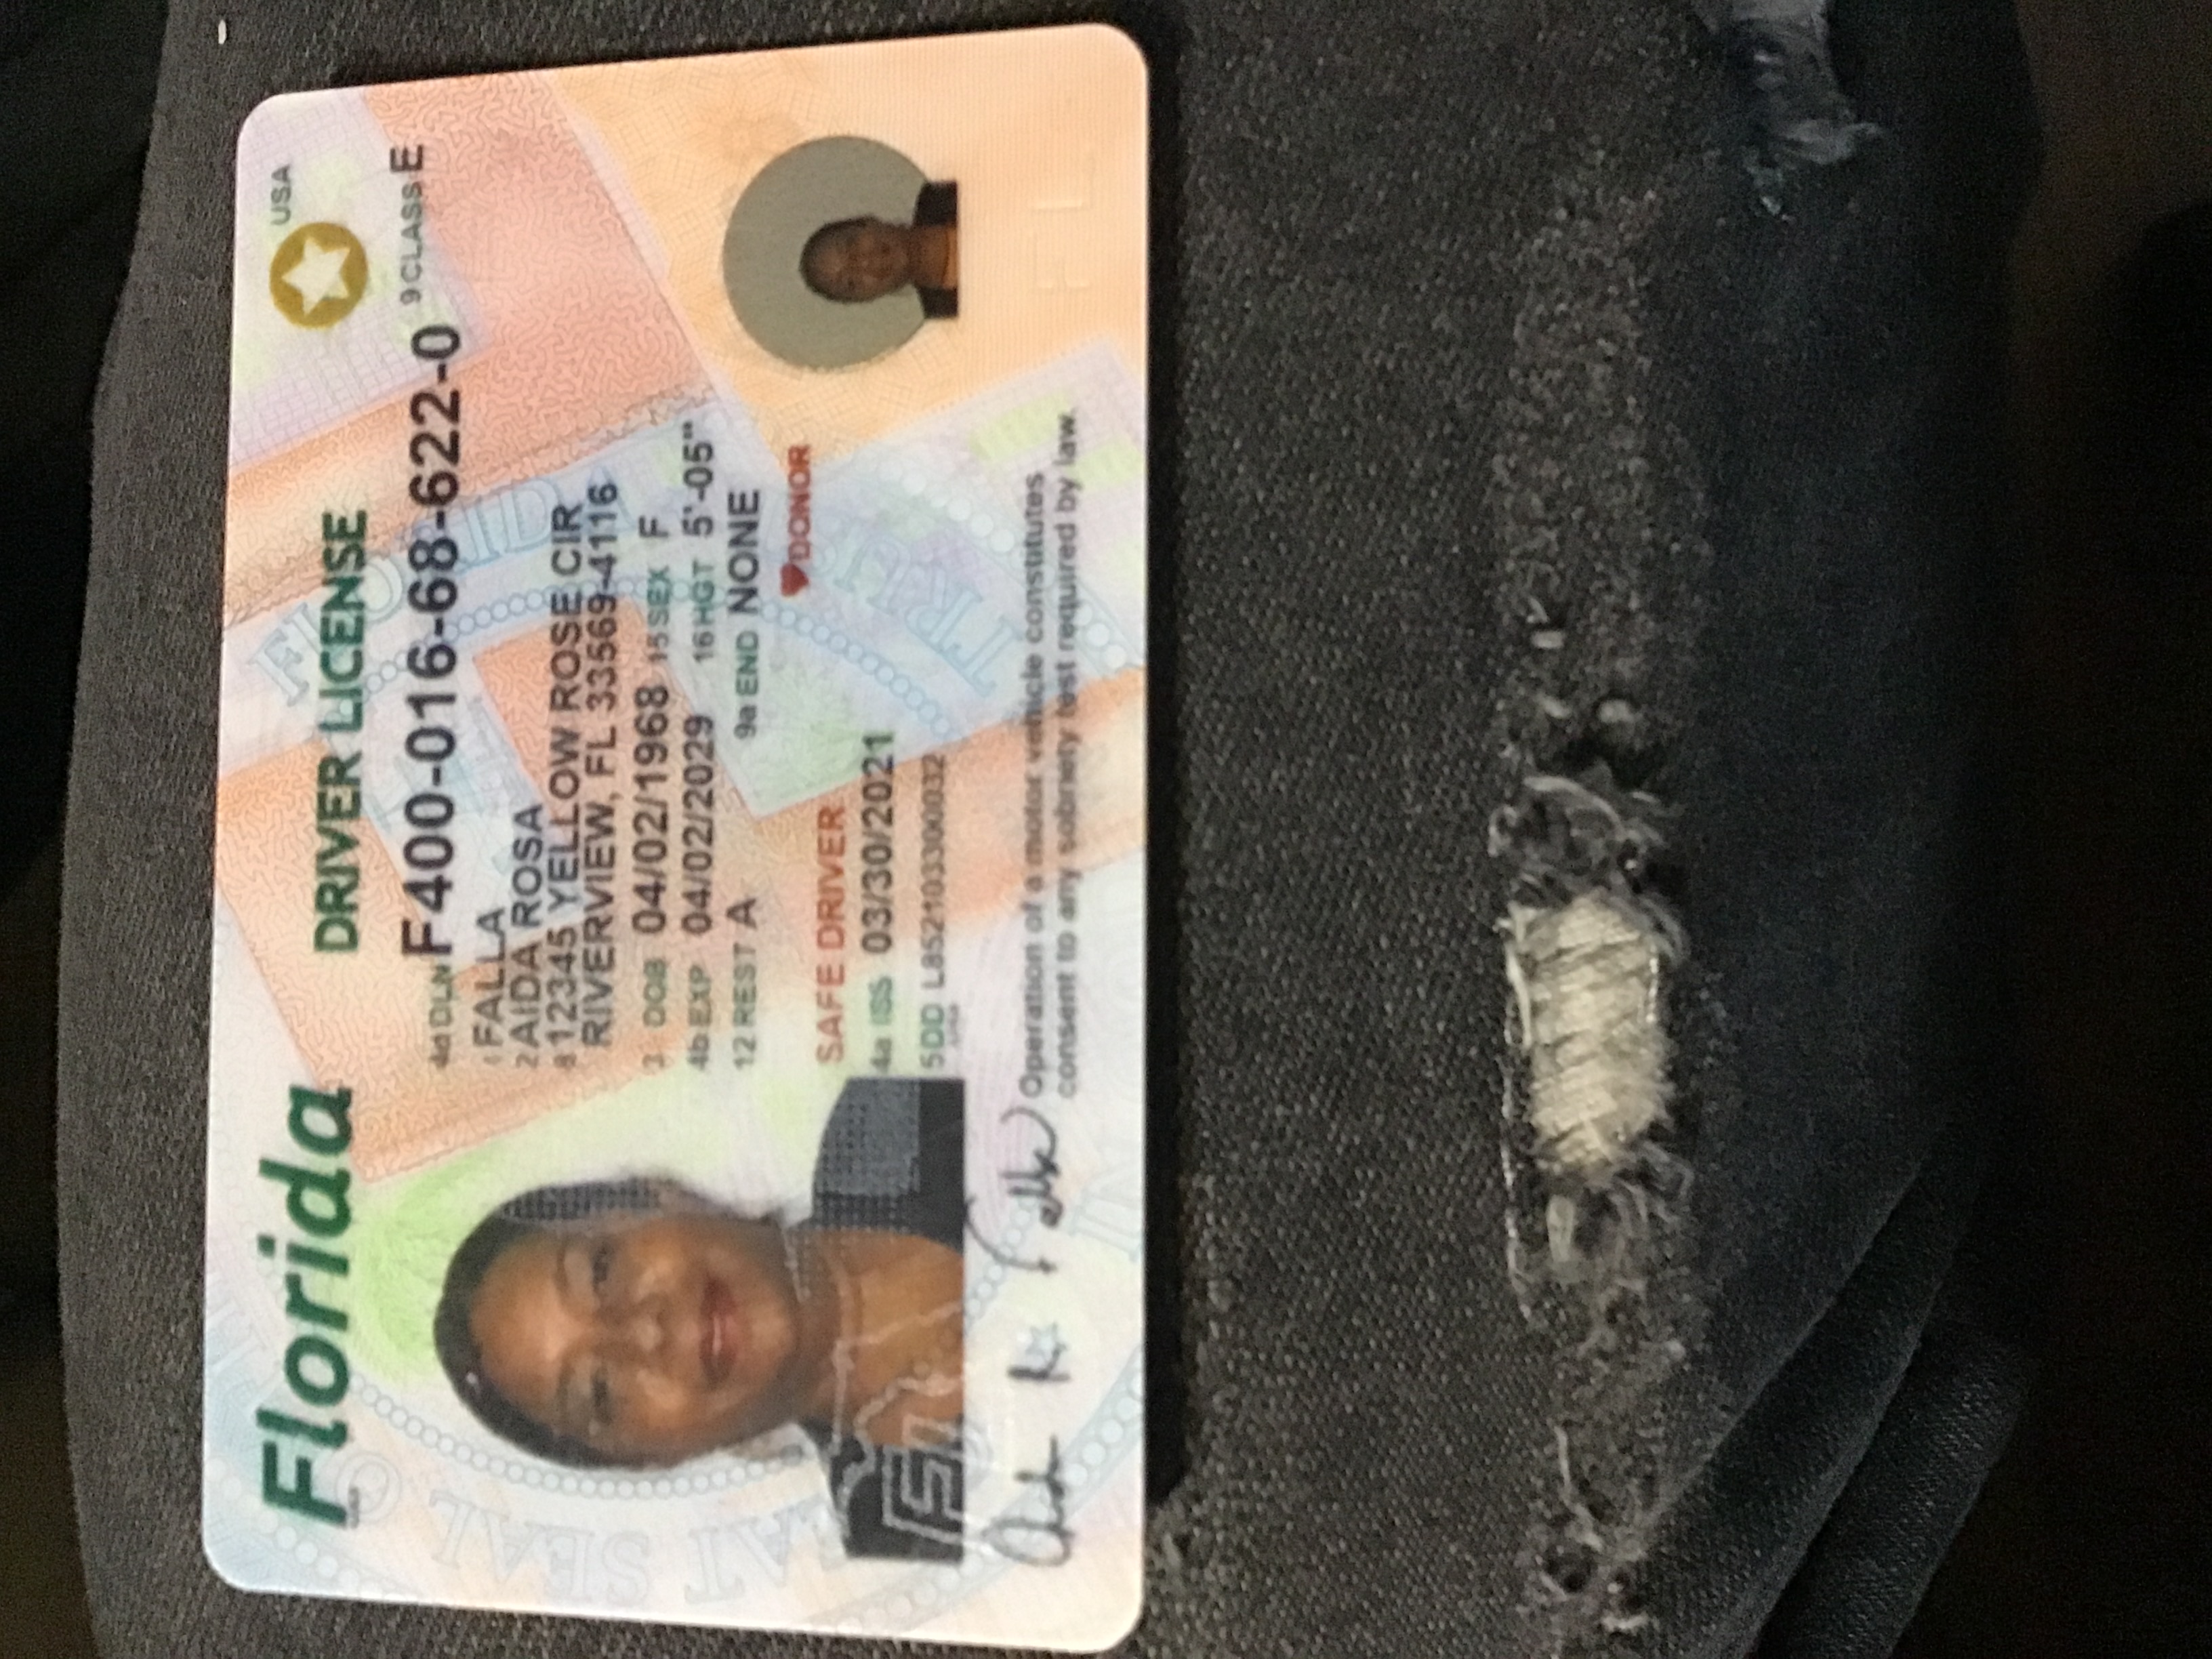 Florida
DRIVER LICENSE
USA
9 CLASS E
4d DLN F400-016-68-622-0
1 FALLA
2 AIDA ROSA
8 12345 YELLOW ROSE CIR
RIVERVIEW, FL 33569-4116
3 DOB 04/02/1968 15 SEX F
4b EXP 04/02/2029 16 HGT 5'-05"
12 REST A 9a END NONE
DONOR
SAFE DRIVER
4a ISS 03/30/2021
5 DD L852103300032
Operation of a motor vehicle constitutes
consent to any sobriety test required by law.